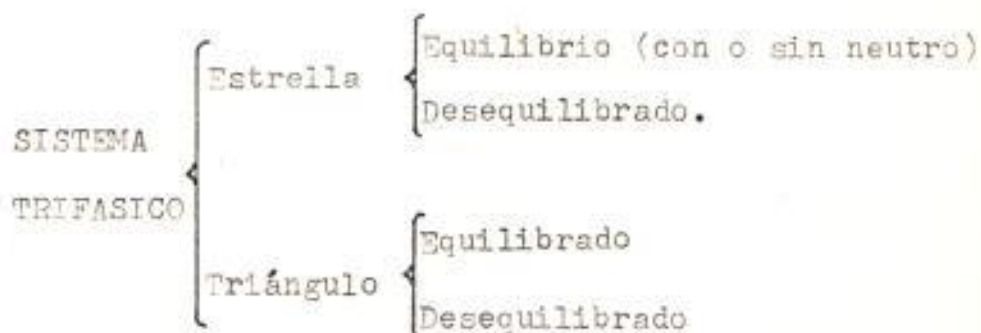 Equilibrio (con o sin neutro)
Estrella
Desequilibrado.
SISTEMA
TRIFASICO
Equilibrado
Triángulo
Desequilibrado